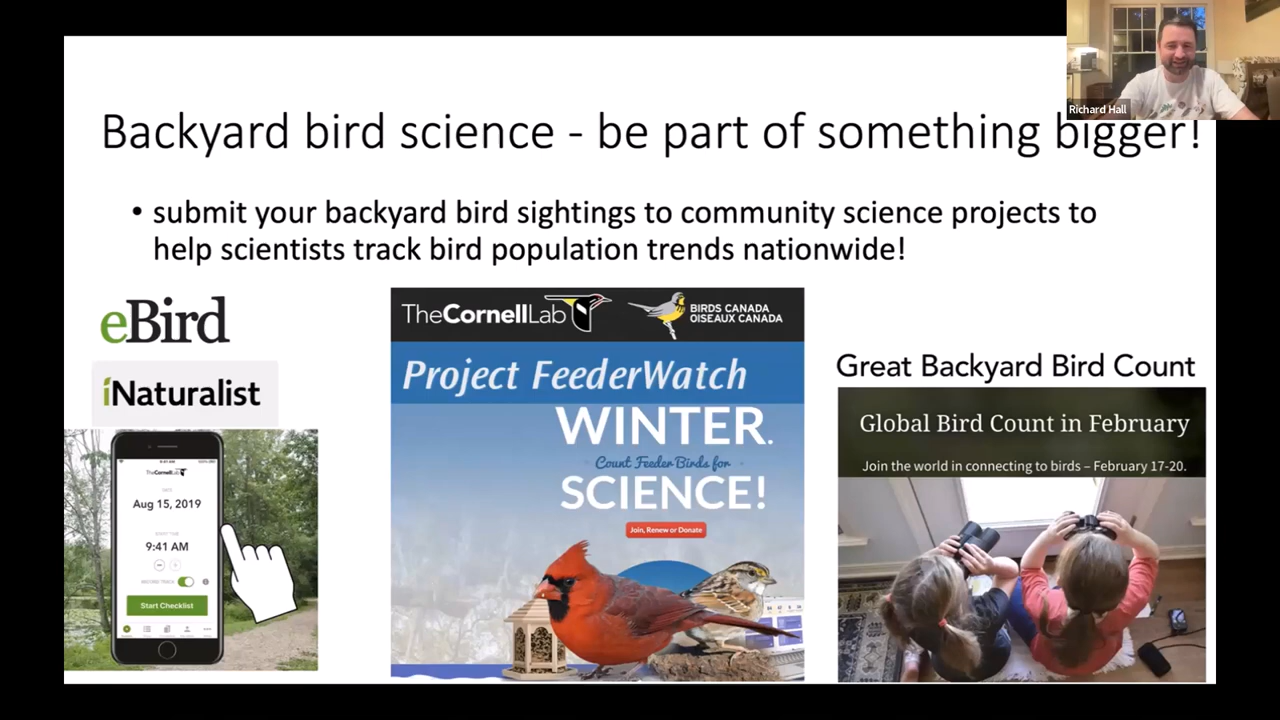 Richard Hall
Backyard bird science - be part of something bigger!
• submit your backyard bird sightings to community science projects to
help scientists track bird population trends nationwide!
eBird
iNaturalist
TheCornellLab
Aug 15, 2019
9:41 AM
Start Checklist
TheCornellLab
BIRDS CANADA
OISEAUX CANADA
Project FeederWatch
WINTER.
Count Feeder Birds for
SCIENCE!
Join, Renew or Donate
Great Backyard Bird Count
Global Bird Count in February
Join the world in connecting to birds – February 17-20.